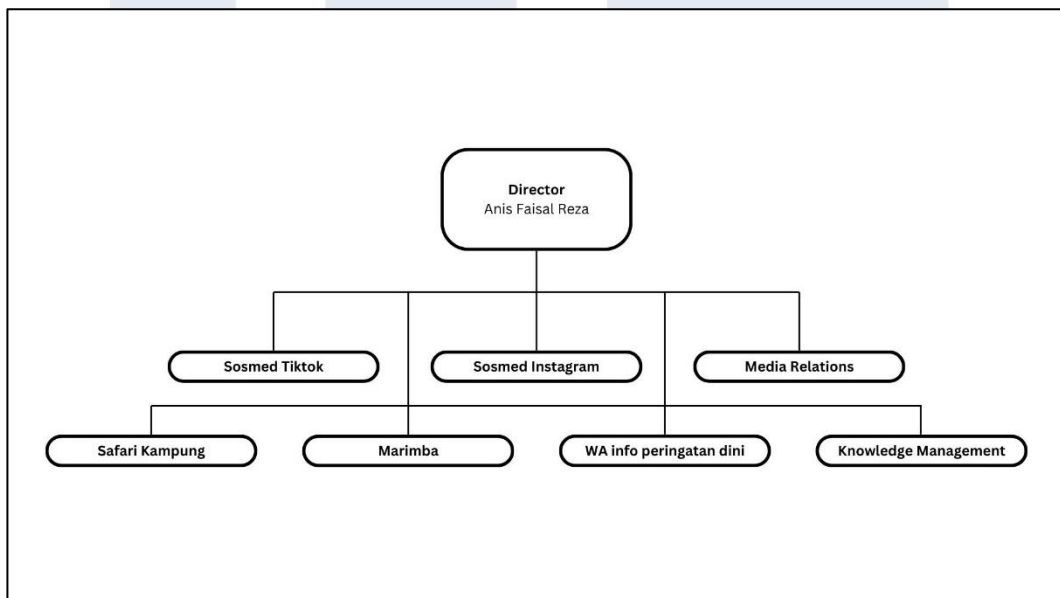 Director
Anis Faisal Reza
Sosmed Tiktok
Sosmed Instagram
Media Relations
Safari Kampung
Marimba
WA info peringatan dini
Knowledge Management